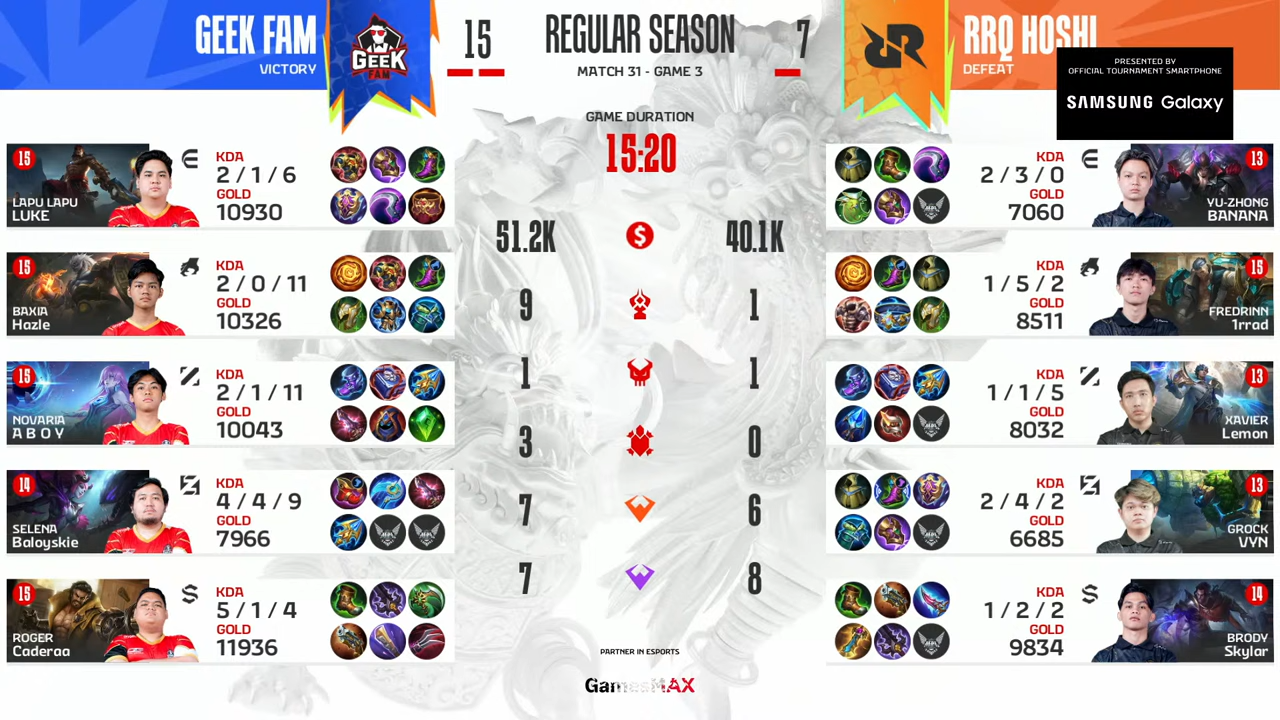 GEEK FAM
VICTORY
GEEK
FAM
15
REGULAR SEASON
MATCH 31 - GAME 3
7
RRQ HOSHI
DEFEAT
PRESENTED BY
OFFICIAL TOURNAMENT SMARTPHONE
SAMSUNG Galaxy
GAME DURATION
15:20
51.2K
40.1K
9
1
1
1
3
0
7
6
7
8
15
LAPU LAPU
LUKE
KDA
2 / 1 / 6
GOLD
10930
15
BAXIA
Hazle
KDA
2 / 0 / 11
GOLD
10326
15
NOVARIA
A B O Y
KDA
2 / 1 / 11
GOLD
10043
14
SELENA
Baloyskie
KDA
4 / 4 / 9
GOLD
7966
15
ROGER
Caderaa
KDA
5 / 1 / 4
GOLD
11936
KDA
2 / 3 / 0
GOLD
7060
13
YU-ZHONG
BANANA
KDA
1 / 5 / 2
GOLD
8511
15
FREDRINN
1rrad
KDA
1 / 1 / 5
GOLD
8032
13
XAVIER
Lemon
KDA
2 / 4 / 2
GOLD
6685
13
GROCK
VYN
KDA
1 / 2 / 2
GOLD
9834
14
BRODY
Skylar
PARTNER IN ESPORTS
GamesMAX